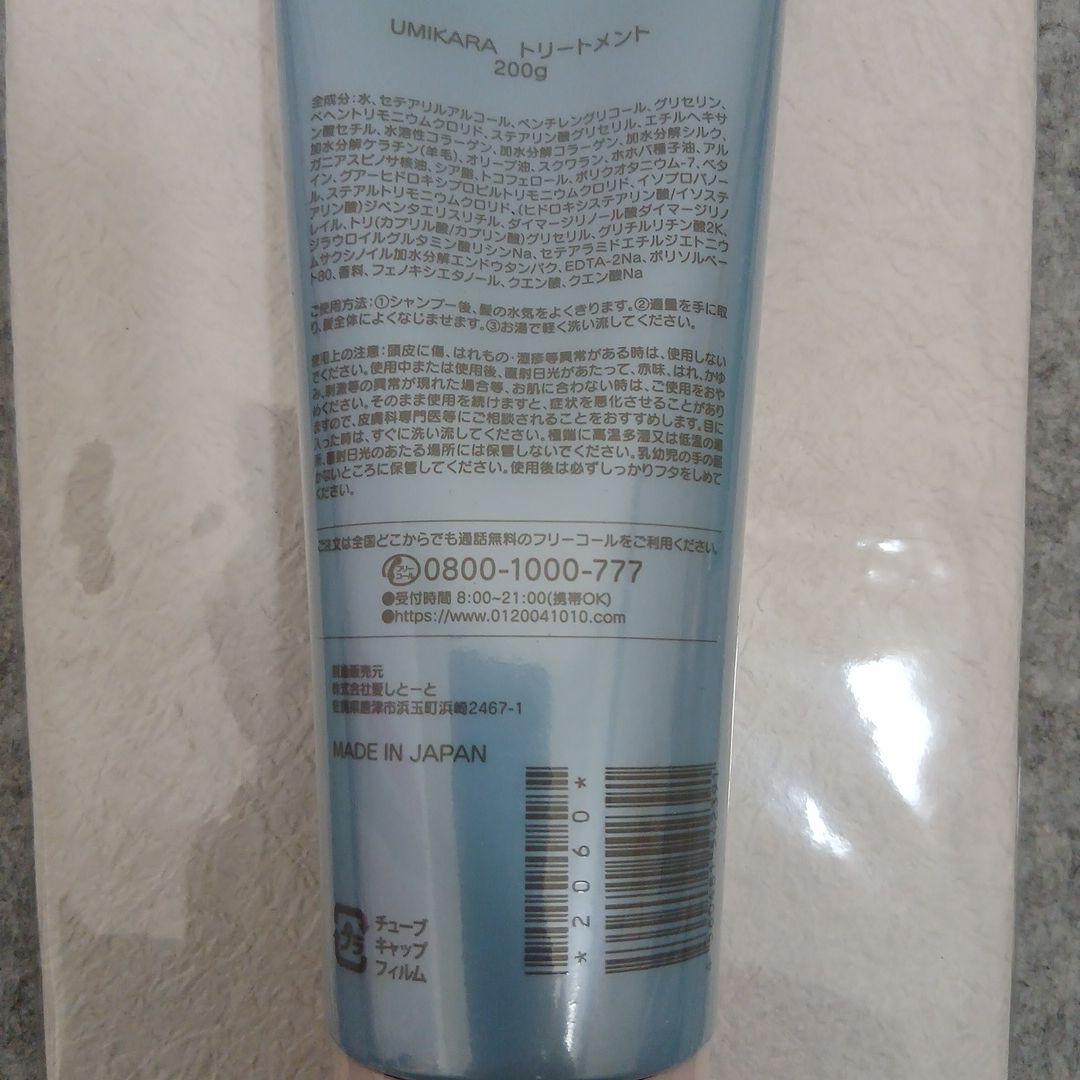 UMIKARA トリートメント
200g
全成分:水、セテアリルアルコール、ペンチレングリコール、グリセリン、
ベヘントリモニウムクロリド、ステアリン酸グリセリル、エチルヘキサ
ン酸セチル、水溶性コラーゲン、加水分解コラーゲン、加水分解シルク、
加水分解ケラチン(羊毛)、オリーブ油、スクワラン、ホホバ種子油、アル
ガニアスピノサ核油、シア脂、トコフェロール、ポリクオタニウム-7、ベタ
イン、グアーヒドロキシプロピルトリモニウムクロリド、イソプロパノー
ル、ステアルトリモニウムクロリド、(ヒドロキシステアリン酸/イソステ
アリン酸)ジペンタエリスリチル、ダイマージリノール酸ダイマージリノ
レイル、トリ(カプリル酸/カプリン酸)グリセリル、グリチルリチン酸2K、
ジラウロイルグルタミン酸リシンNa、セテアラミドエチルジエトニウ
ムサクシノイル加水分解エンドウタンパク、EDTA-2Na、ポリソルベー
ト80、香料、フェノキシエタノール、クエン酸、クエン酸Na
ご使用方法:①シャンプー後、髪の水気をよくきります。②適量を手に取
り、髪全体によくなじませます。③お湯で軽く洗い流してください。
使用上の注意:頭皮に傷、はれもの・湿疹等異常がある時は、使用しない
でください。使用中または使用後、直射日光があたって、赤味、はれ、かゆ
み、刺激等の異常が現れた場合等、お肌に合わない時は、ご使用をおや
めください。そのまま使用を続けますと、症状を悪化させることがあり
ますので、皮膚科専門医等にご相談されることをおすすめします。目に
入った時は、すぐに洗い流してください。極端に高温多湿又は低温の場
所、直射日光のあたる場所には保管しないでください。乳幼児の手の届
かないところに保管してください。使用後は必ずしっかりフタをしめて
ください。
ご注文は全国どこからでも通話無料のフリーコールをご利用ください。
フリーコール 0800-1000-777
●受付時間 8:00~21:00(携帯OK)
●https://www.0120041010.com
製造販売元
株式会社愛しとーと
佐賀県唐津市浜玉町浜崎2467-1
MADE IN JAPAN
*2060*
プラ
チューブ
キャップ
フィルム